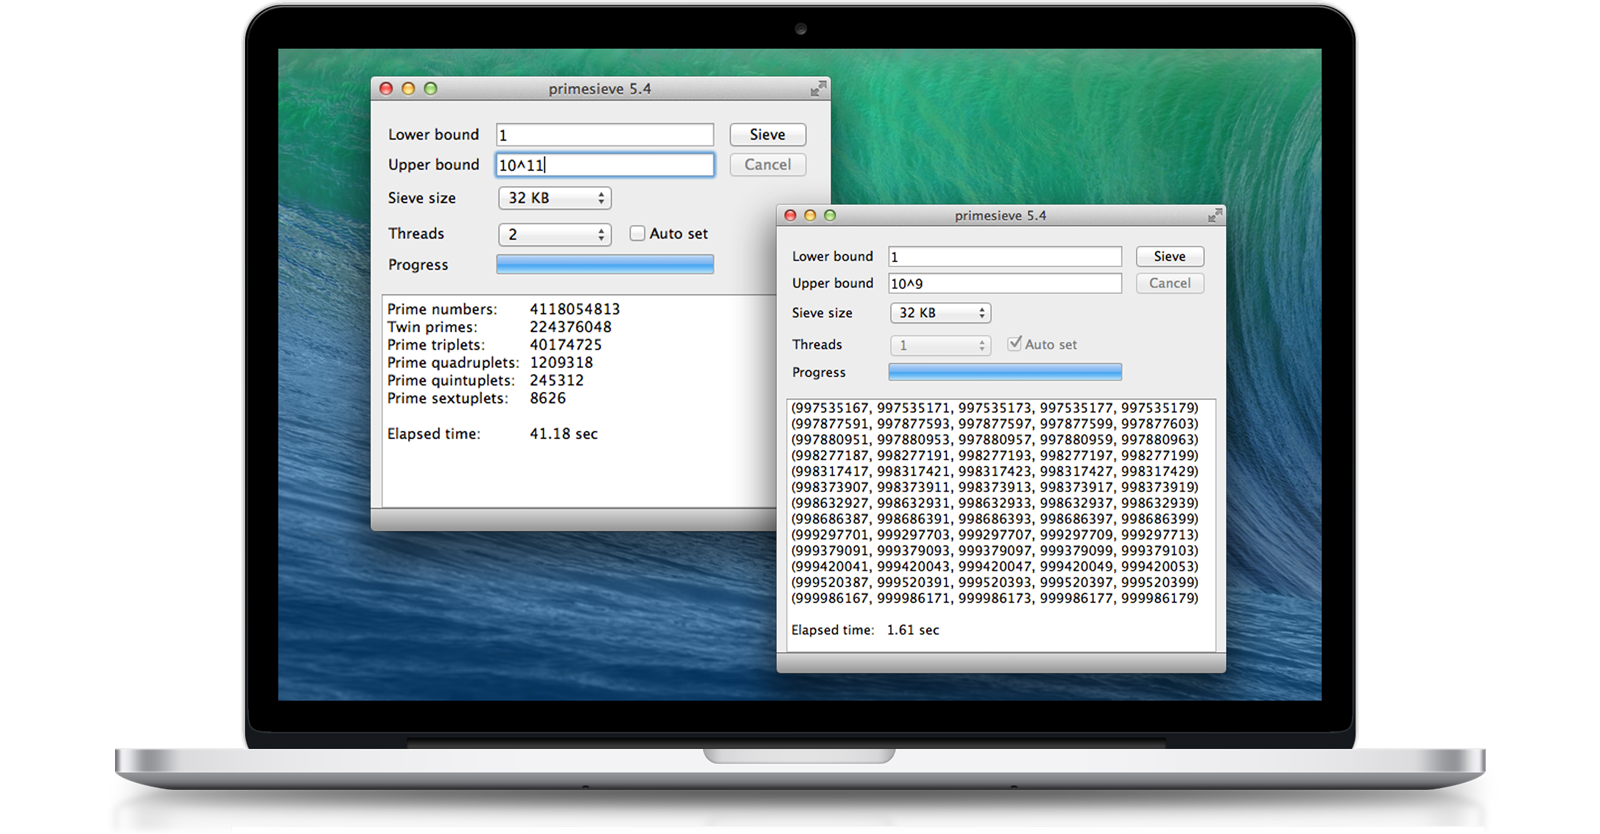 primesieve 5.4
Lower bound 1 Sieve
Upper bound 10^11 Cancel
Sieve size 32 KB
Threads 2 Auto set
Progress
Prime numbers: 4118054813
Twin primes: 224376048
Prime triplets: 40174725
Prime quadruplets: 1209318
Prime quintuplets: 245312
Prime sextuplets: 8626
Elapsed time: 41.18 sec
primesieve 5.4
Lower bound 1 Sieve
Upper bound 10^9 Cancel
Sieve size 32 KB
Threads 1 Auto set
Progress
(997535167, 997535171, 997535173, 997535177, 997535179)
(997877591, 997877593, 997877597, 997877599, 997877603)
(997880951, 997880953, 997880957, 997880959, 997880963)
(998277187, 998277191, 998277193, 998277197, 998277199)
(998317417, 998317421, 998317423, 998317427, 998317429)
(998373907, 998373911, 998373913, 998373917, 998373919)
(998632927, 998632931, 998632933, 998632937, 998632939)
(998686387, 998686391, 998686393, 998686397, 998686399)
(999297701, 999297703, 999297707, 999297709, 999297713)
(999379091, 999379093, 999379097, 999379099, 999379103)
(999420041, 999420043, 999420047, 999420049, 999420053)
(999520387, 999520391, 999520393, 999520397, 999520399)
(999986167, 999986171, 999986173, 999986177, 999986179)
Elapsed time: 1.61 sec